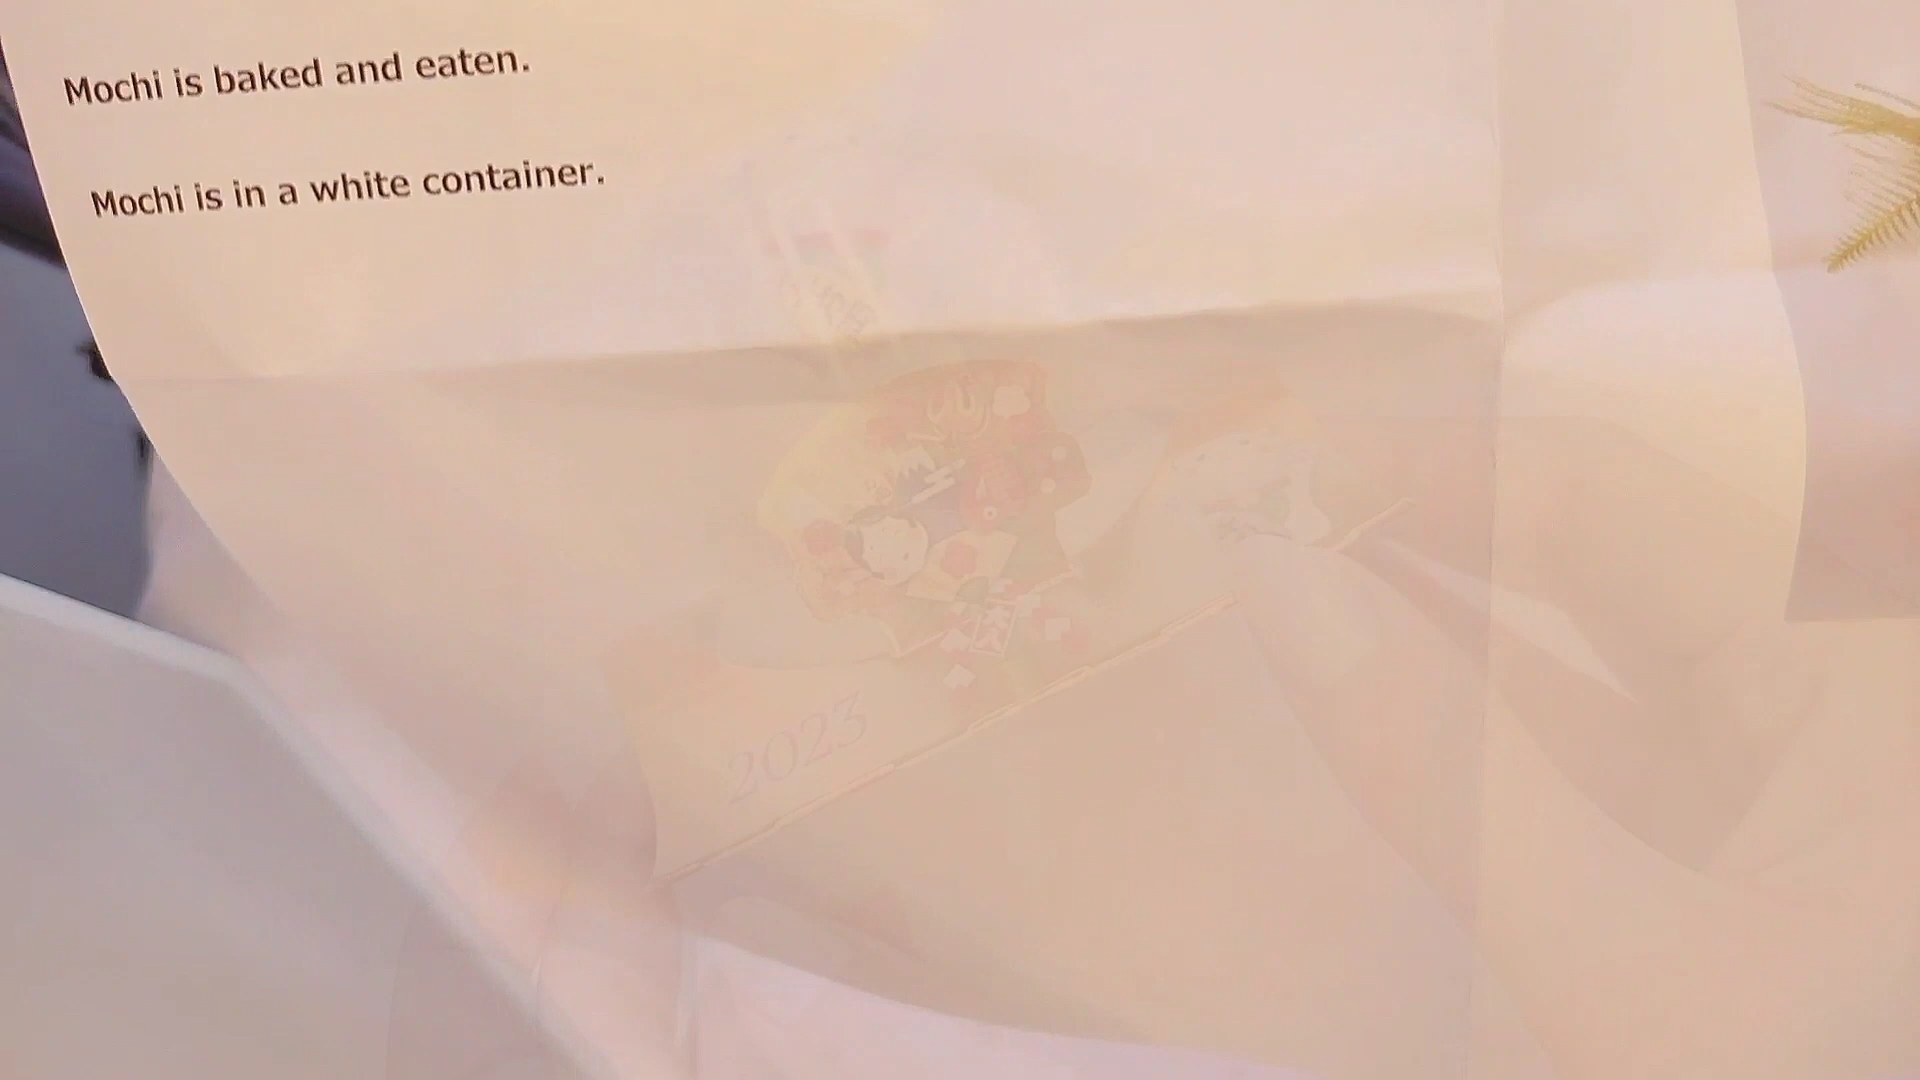 Mochi is baked and eaten.
Mochi is in a white container.
2023